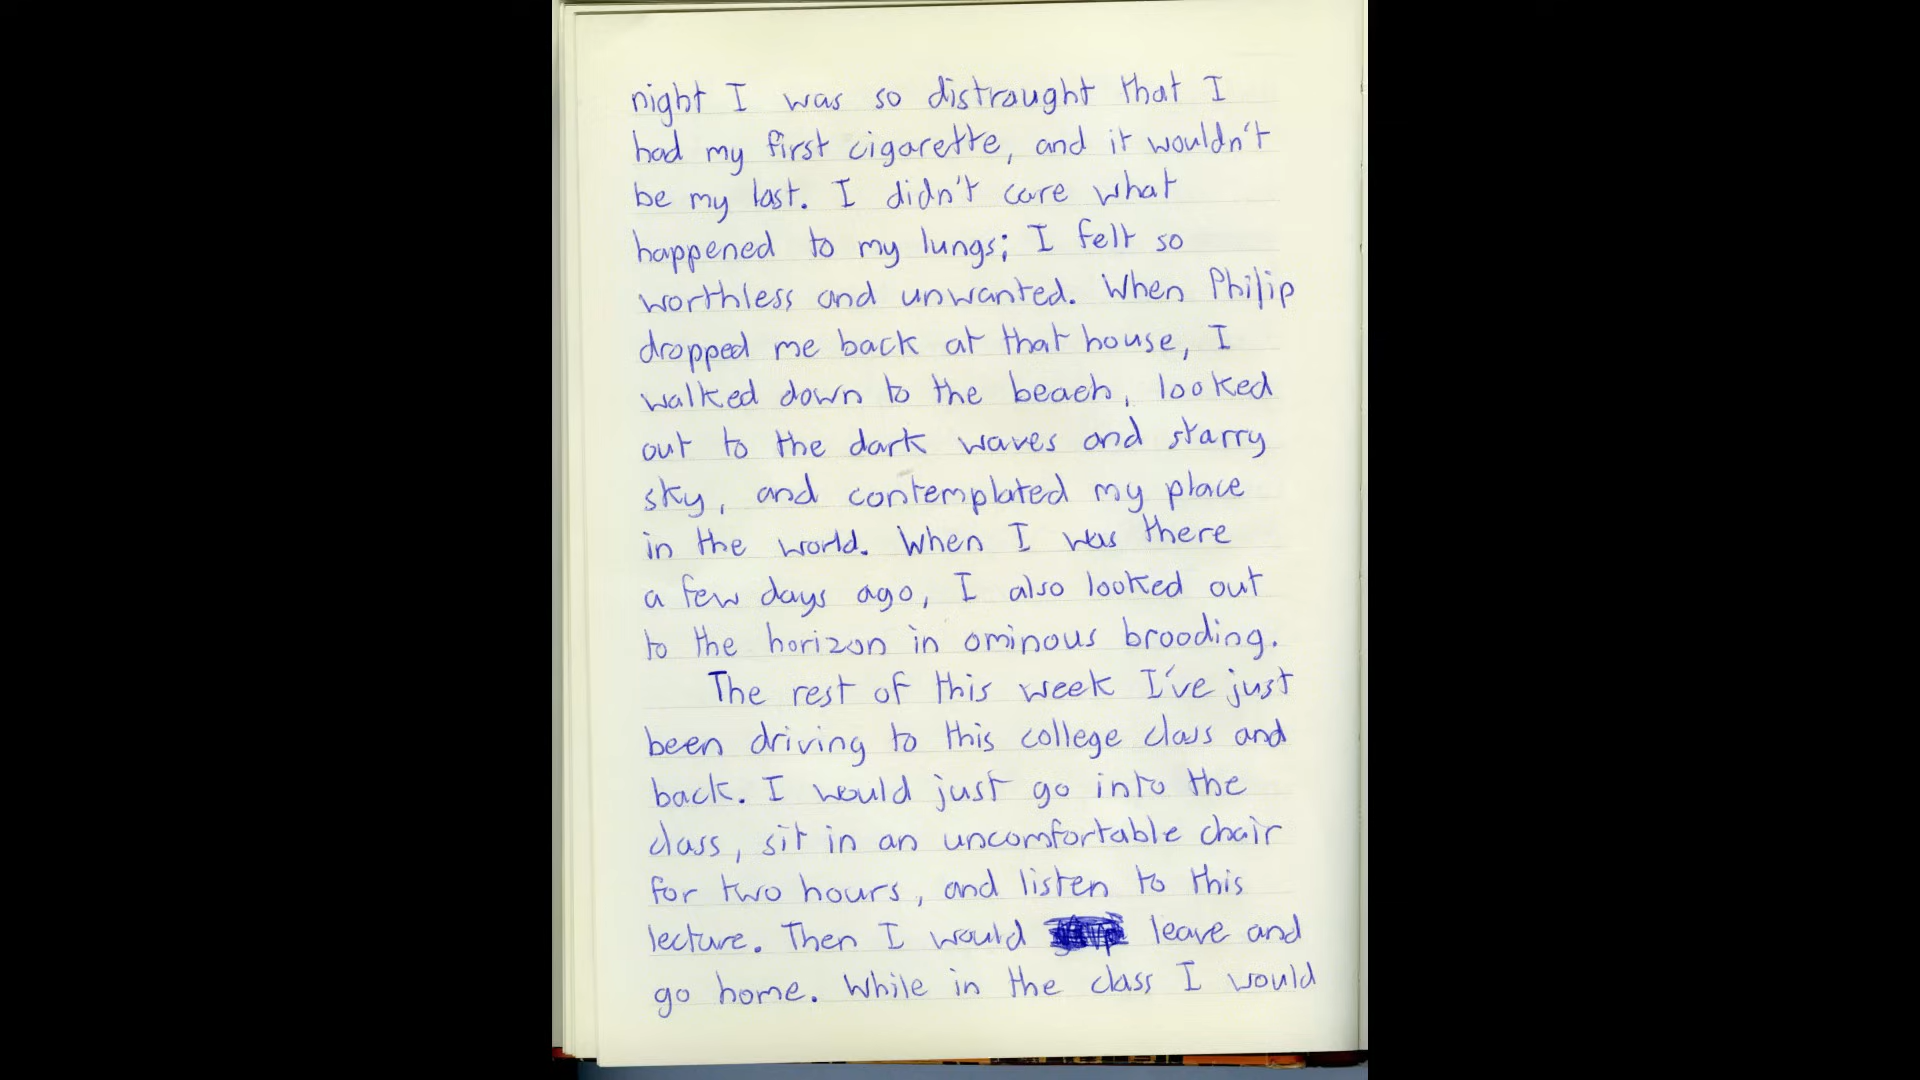 night I was so distraught that I
had my first cigarette, and it wouldn't
be my last. I didn't care what
happened to my lungs; I felt so
worthless and unwanted. When Philip
dropped me back at that house, I
walked down to the beach, looked
out to the dark waves and starry
sky, and contemplated my place
in the world. When I was there
a few days ago, I also looked out
to the horizon in ominous brooding.
The rest of this week I've just
been driving to this college class and
back. I would just go into the
class, sit in an uncomfortable chair
for two hours, and listen to this
lecture. Then I would leave and
go home. While in the class I would